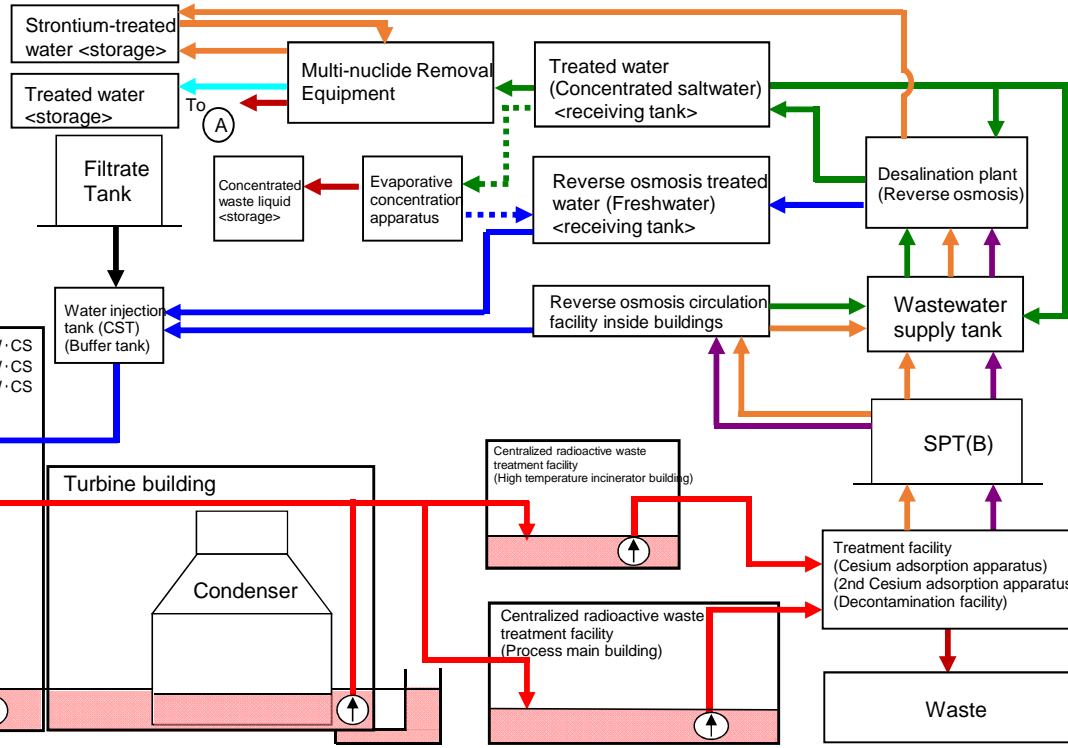 Strontium-treated
water <storage>
Treated water
<storage>
To
A
Multi-nuclide Removal
Equipment
Treated water
(Concentrated saltwater)
<receiving tank>
Filtrate
Tank
Concentrated
waste liquid
<storage>
Evaporative
concentration
apparatus
Reverse osmosis treated
water (Freshwater)
<receiving tank>
Desalination plant
(Reverse osmosis)
Water injection
tank (CST)
(Buffer tank)
Reverse osmosis circulation
facility inside buildings
Wastewater
supply tank
・CS
・CS
・CS
SPT(B)
Turbine building
Condenser
Centralized radioactive waste
treatment facility
(High temperature incinerator building)
Centralized radioactive waste
treatment facility
(Process main building)
Treatment facility
(Cesium adsorption apparatus)
(2nd Cesium adsorption apparatus
(Decontamination facility)
Waste